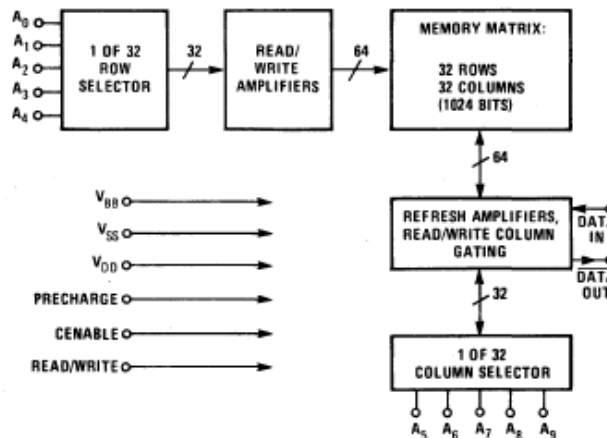 A0
A1
A2
A3
A4
1 OF 32
ROW
SELECTOR
32
READ/
WRITE
AMPLIFIERS
64
MEMORY MATRIX:
32 ROWS
32 COLUMNS
(1024 BITS)
64
VBB
VSS
VDD
PRECHARGE
CENABLE
READ/WRITE
REFRESH AMPLIFIERS,
READ/WRITE COLUMN
GATING
DATA
IN
DATA
OUT
32
1 OF 32
COLUMN SELECTOR
A5 A6 A7 A8 A9